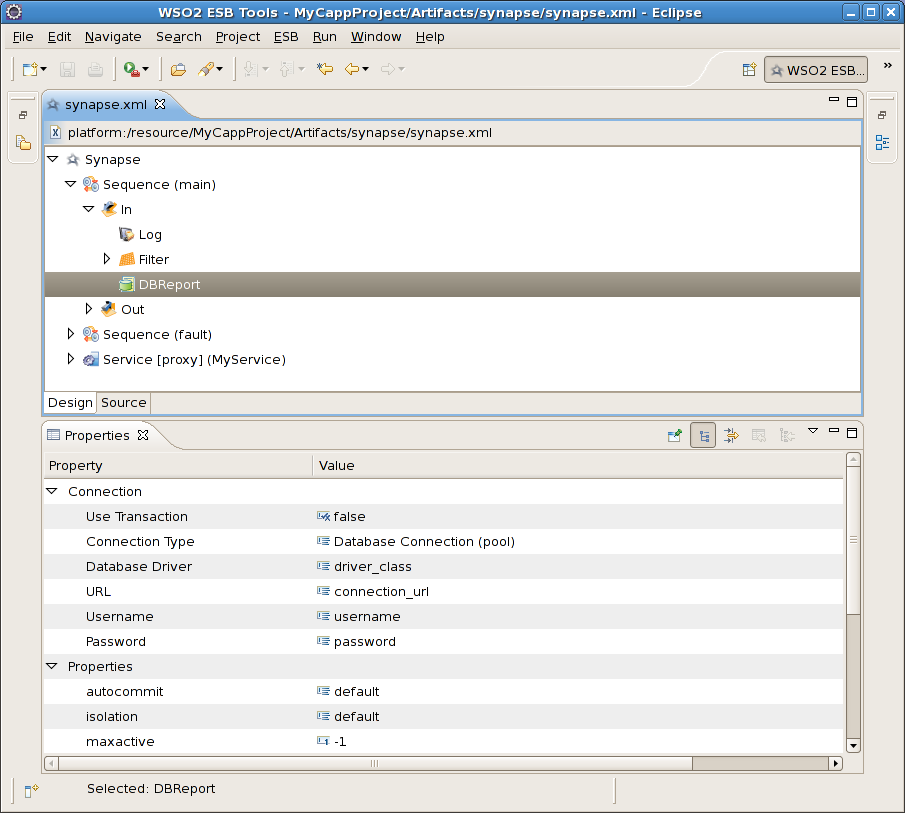 WSO2 ESB Tools - MyCappProject/Artifacts/synapse/synapse.xml - Eclipse
File Edit Navigate Search Project ESB Run Window Help
WSO2 ESB... »
synapse.xml
platform:/resource/MyCappProject/Artifacts/synapse/synapse.xml
Synapse
Sequence (main)
In
Log
Filter
DBReport
Out
Sequence (fault)
Service [proxy] (MyService)
Design Source
Properties
Property Value
Connection
Use Transaction false
Connection Type Database Connection (pool)
Database Driver driver_class
URL connection_url
Username username
Password password
Properties
autocommit default
isolation default
maxactive -1
Selected: DBReport